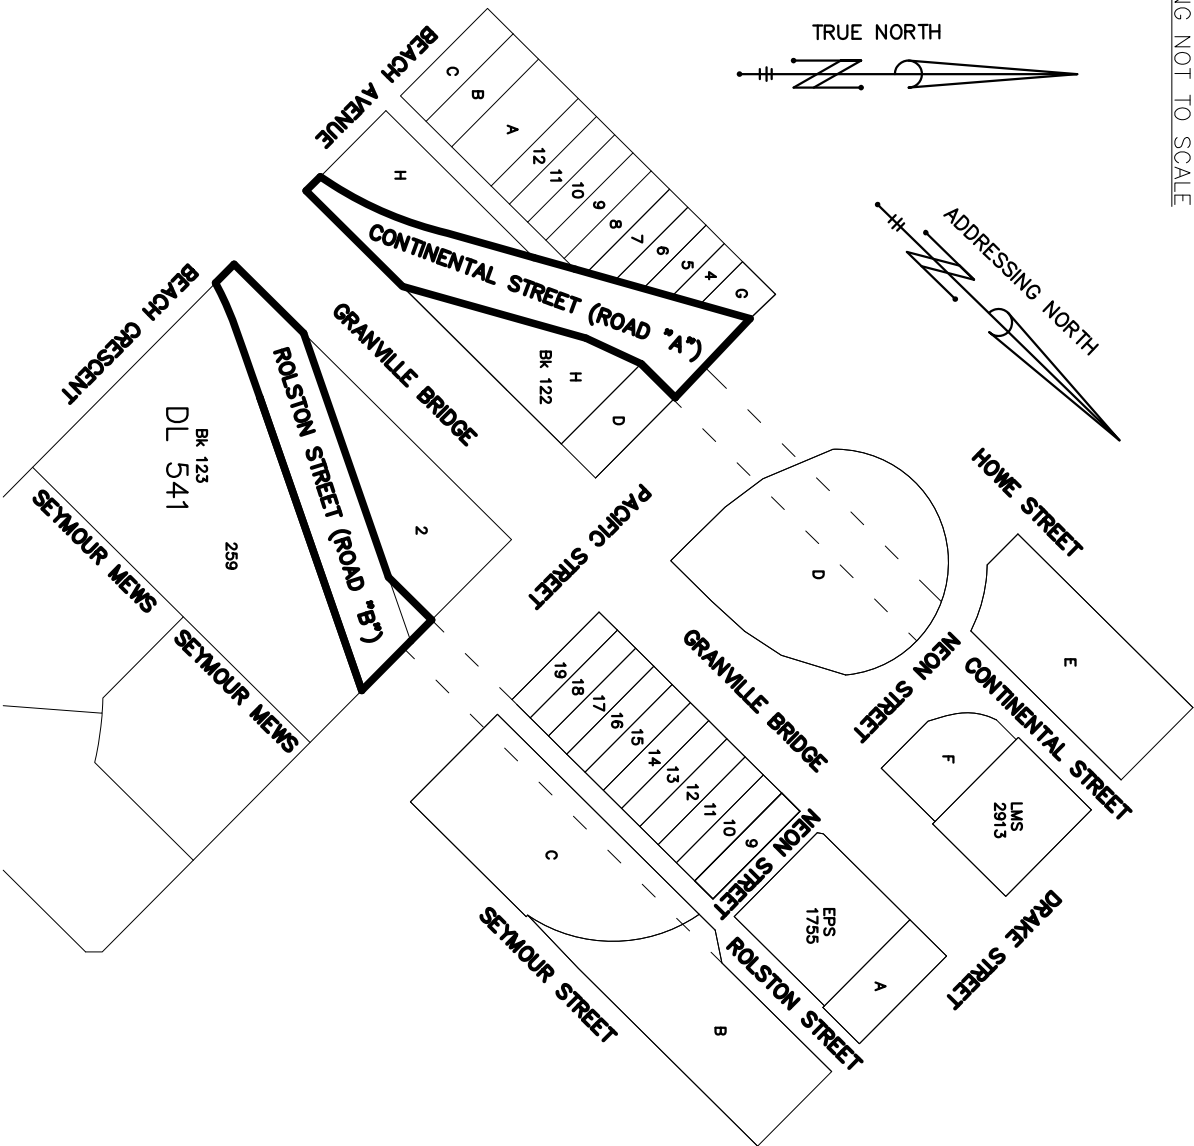 NG NOT TO SCALE
TRUE NORTH
ADDRESSING NORTH
BEACH AVENUE
C
B
A
12
11
10
9
8
7
6
5
4
G
H
CONTINENTAL STREET (ROAD "A")
H
Bk 122
D
GRANVILLE BRIDGE
BEACH CRESCENT
ROLSTON STREET (ROAD "B")
2
Bk 123
DL 541
259
SEYMOUR MEWS
SEYMOUR MEWS
PACIFIC STREET
HOWE STREET
D
E
NEON STREET
CONTINENTAL STREET
GRANVILLE BRIDGE
F
LMS
2913
DRAKE STREET
19
18
17
16
15
14
13
12
11
10
9
NEON STREET
EPS
1755
A
ROLSTON STREET
C
B
SEYMOUR STREET